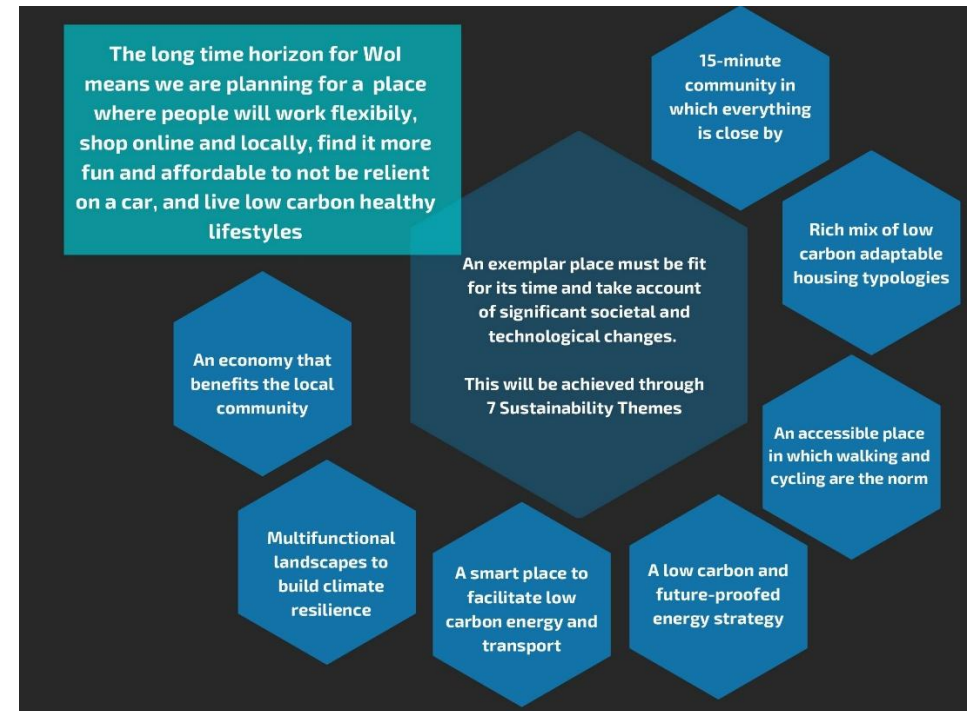 The long time horizon for WoI
means we are planning for a place
where people will work flexibily,
shop online and locally, find it more
fun and affordable to not be relient
on a car, and live low carbon healthy
lifestyles
15-minute
community in
which everything
is close by
Rich mix of low
carbon adaptable
housing typologies
An exemplar place must be fit
for its time and take account
of significant societal and
technological changes.
This will be achieved through
7 Sustainability Themes
An economy that
benefits the local
community
An accessible place
in which walking and
cycling are the norm
Multifunctional
landscapes to
build climate
resilience
A smart place to
facilitate low
carbon energy and
transport
A low carbon and
future-proofed
energy strategy